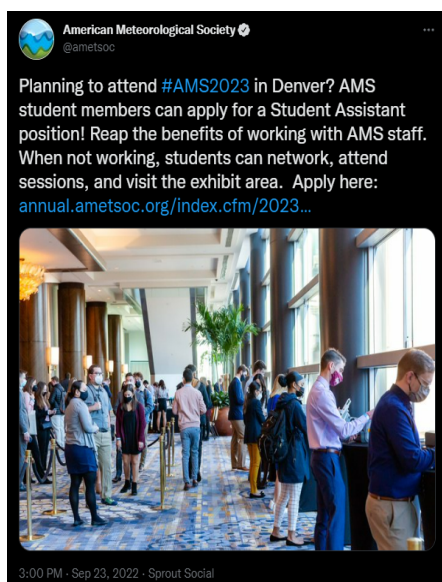 American Meteorological Society
@ametsoc
Planning to attend #AMS2023 in Denver? AMS
student members can apply for a Student Assistant
position! Reap the benefits of working with AMS staff.
When not working, students can network, attend
sessions, and visit the exhibit area.  Apply here:
annual.ametsoc.org/index.cfm/2023...
3:00 PM · Sep 23, 2022 · Sprout Social